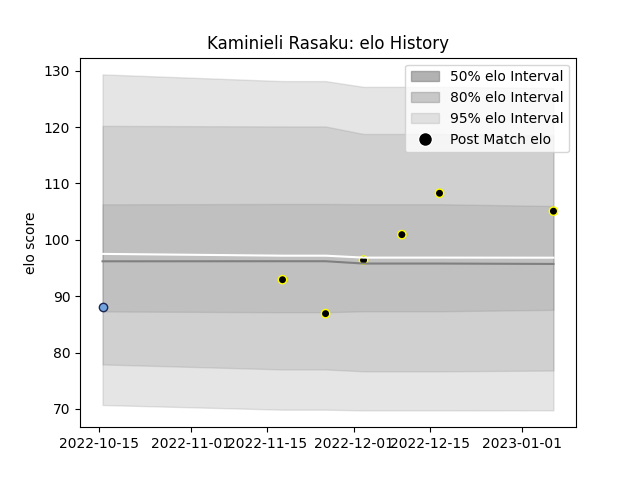 Kaminieli Rasaku: elo History
130
120
110
100
90
80
70
elo score
50% elo Interval
80% elo Interval
95% elo Interval
Post Match elo
2022-10-15 2022-11-01 2022-11-15 2022-12-01 2022-12-15 2023-01-01